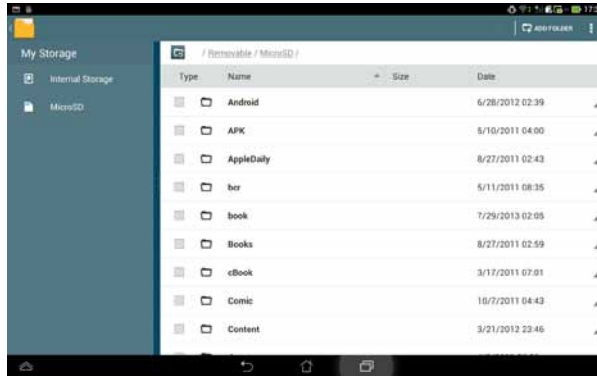 ADD FOLDER
My Storage
Internal Storage
MicroSD
/ Removable / MicroSD /
Type Name Size Date
Android 6/28/2012 02:39
APK 5/10/2011 04:00
AppleDaily 8/27/2011 02:43
bcr 5/11/2011 08:35
book 7/29/2013 02:05
Books 8/27/2011 02:59
cBook 3/17/2011 07:01
Comic 10/7/2011 04:43
Content 3/21/2012 23:46